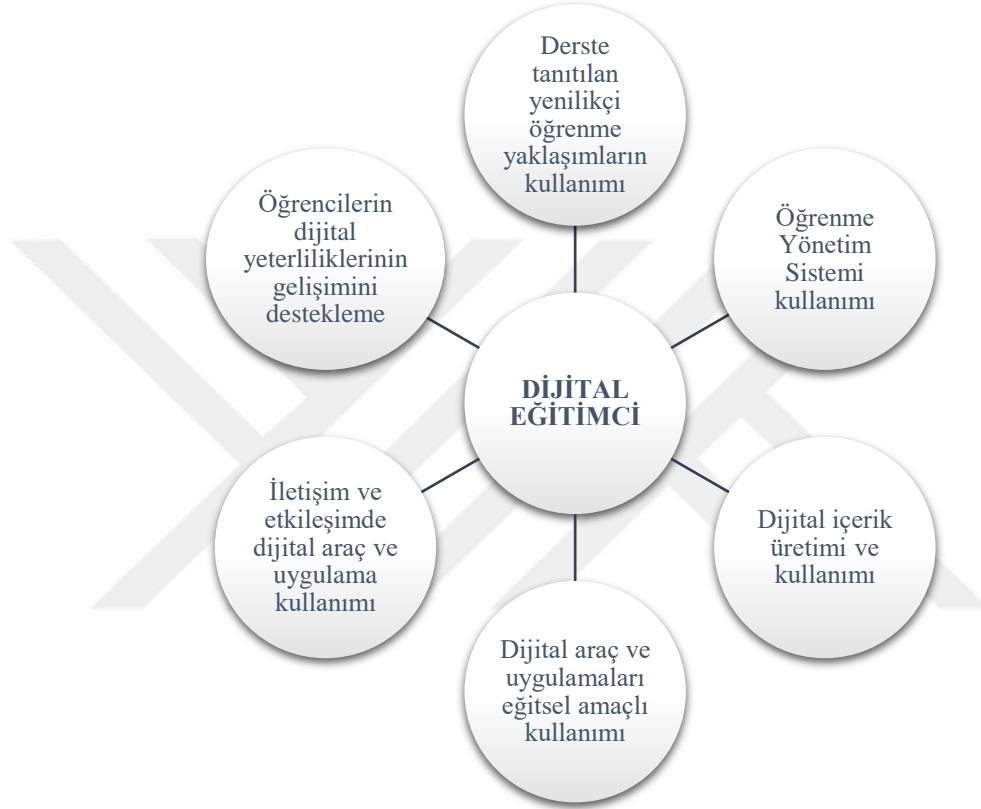 Derste
tanıtılan
yenilikçi
öğrenme
yaklaşımların
kullanımı
Öğrenme
Yönetim
Sistemi
kullanımı
Dijital içerik
üretimi ve
kullanımı
Dijital araç ve
uygulamaları
eğitsel amaçlı
kullanımı
İletişim ve
etkileşimde
dijital araç ve
uygulama
kullanımı
Öğrencilerin
dijital
yeterliliklerinin
gelişimini
destekleme
DİJİTAL
EĞİTİMCİ